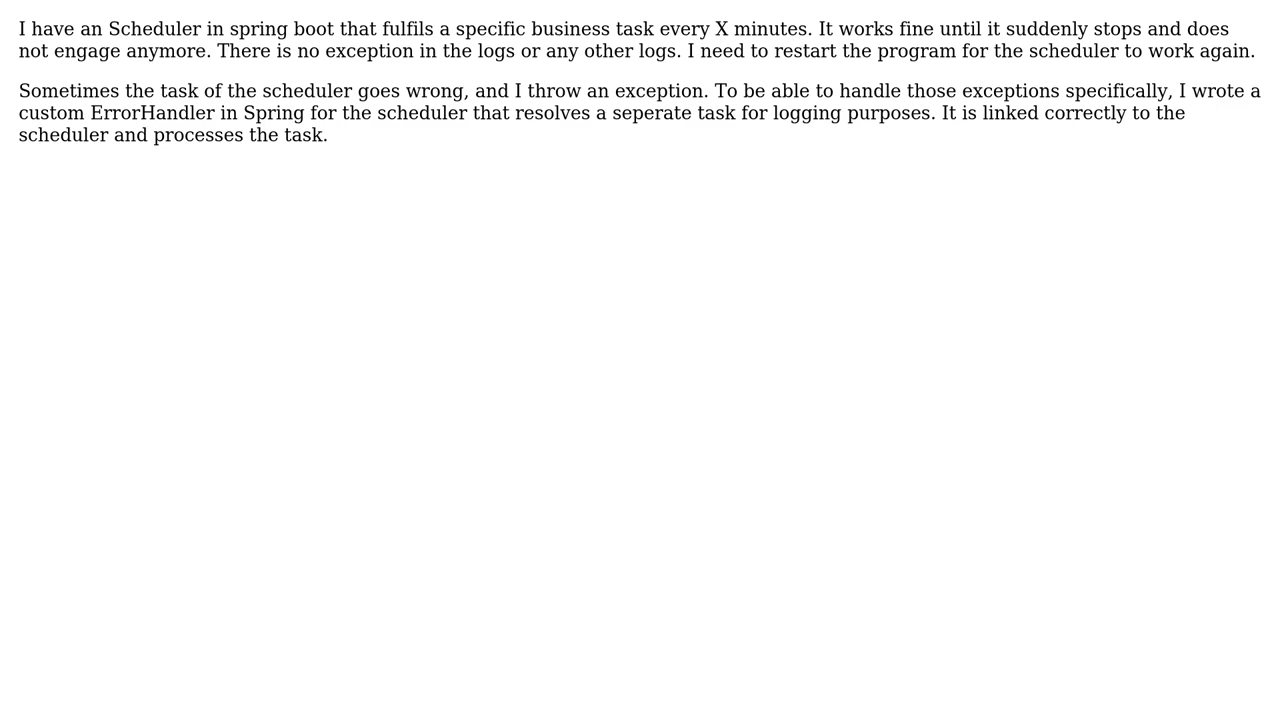 I have an Scheduler in spring boot that fulfils a specific business task every X minutes. It works fine until it suddenly stops and does
not engage anymore. There is no exception in the logs or any other logs. I need to restart the program for the scheduler to work again.
Sometimes the task of the scheduler goes wrong, and I throw an exception. To be able to handle those exceptions specifically, I wrote a
custom ErrorHandler in Spring for the scheduler that resolves a seperate task for logging purposes. It is linked correctly to the
scheduler and processes the task.